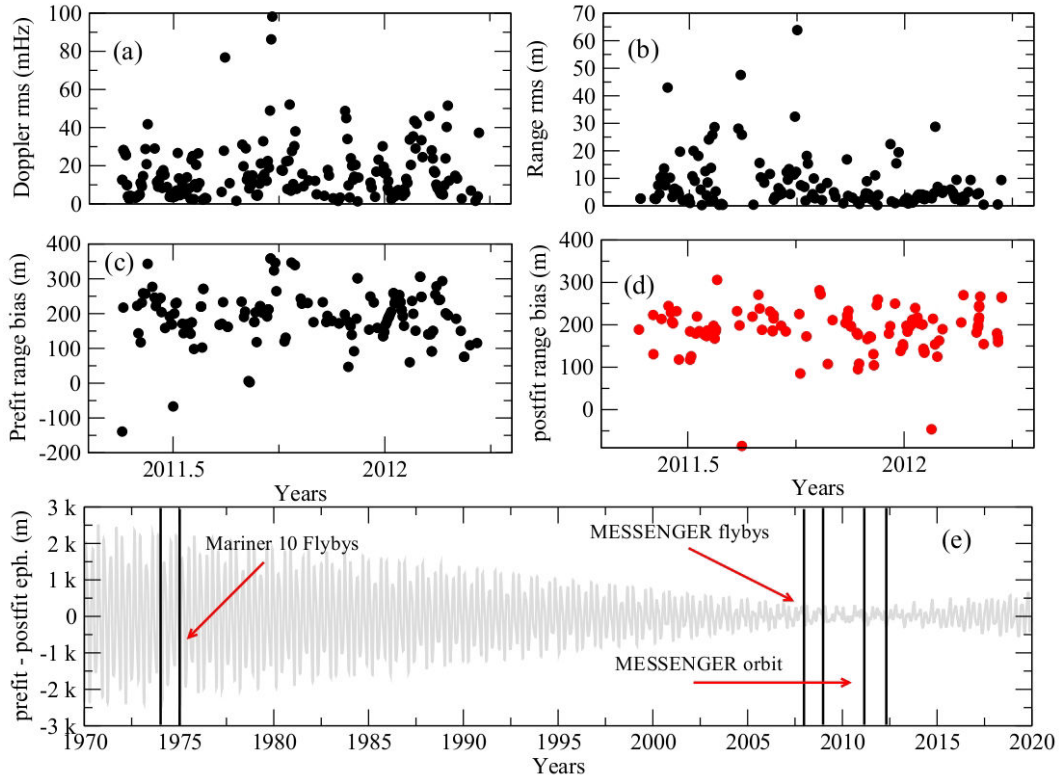 100
80
60
40
20
0
Doppler rms (mHz)
(a)
70
60
50
40
30
20
10
0
Range rms (m)
(b)
400
300
200
100
0
-100
-200
Prefit range bias (m)
(c)
2011.5 2012
Years
400
300
200
100
0
postfit range bias (m)
(d)
2011.5 2012
Years
3 k
2 k
1 k
0
-1 k
-2 k
-3 k
prefit - postfit eph. (m)
Mariner 10 Flybys
MESSENGER flybys
MESSENGER orbit
(e)
1970 1975 1980 1985 1990 1995 2000 2005 2010 2015 2020
Years